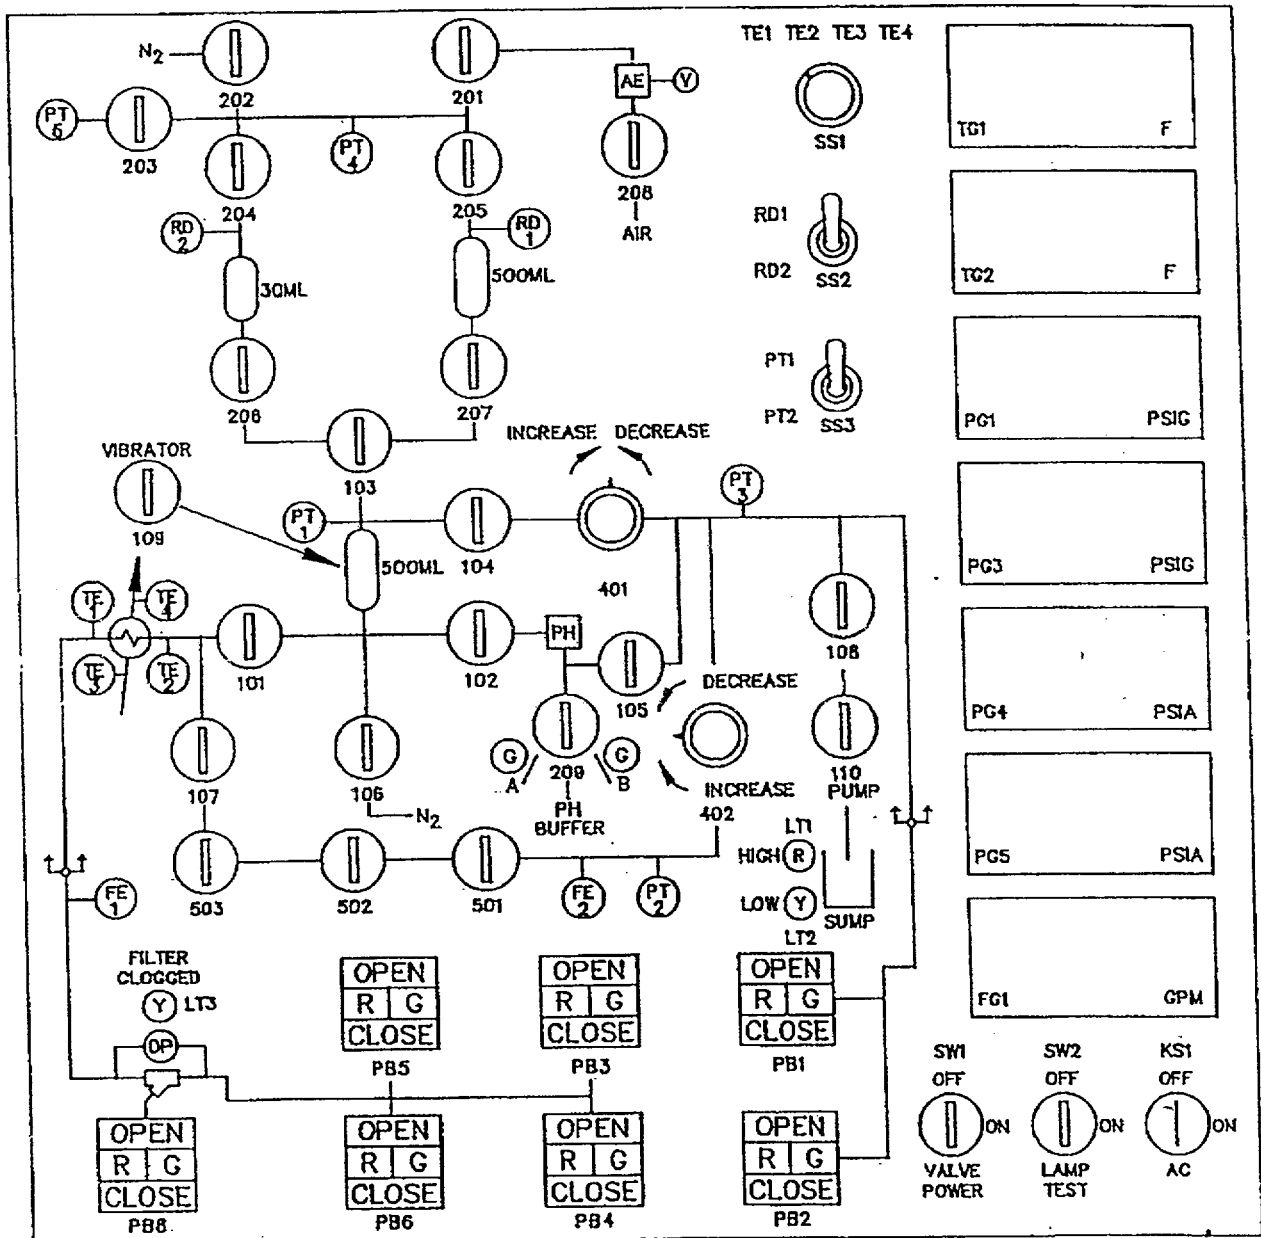 TE1 TE2 TE3 TE4
N2
202
201
AE
Y
TG1 F
PT 5
203
PT 4
SS1
204
205
208
AIR
RD 2
RD 1
RD1
RD2 SS2
30ML
500ML
TG2 F
206
207
PT1
PT2 SS3
PG1 PSIG
VIBRATOR
103
INCREASE DECREASE
109
PT 1
104
500ML
401
PT 3
PG3 PSIG
TE 1
TE 4
TE 3
TE 2
101
102
PH
105
108
DECREASE
PG4 PSIA
107
106
N2
G
A
209
G
B
PH
BUFFER
INCREASE
402
110
PUMP
LT1
HIGH R
LOW Y
LT2
SUMP
PG5 PSIA
503
502
501
FE 1
FE 2
PT 2
FILTER
CLOGGED
Y LT3
DP
OPEN
R G
CLOSE
PB5
OPEN
R G
CLOSE
PB3
OPEN
R G
CLOSE
PB1
FG1 GPM
SW1
OFF
ON
VALVE
POWER
SW2
OFF
ON
LAMP
TEST
KS1
OFF
ON
AC
OPEN
R G
CLOSE
PB8
OPEN
R G
CLOSE
PB6
OPEN
R G
CLOSE
PB4
OPEN
R G
CLOSE
PB2